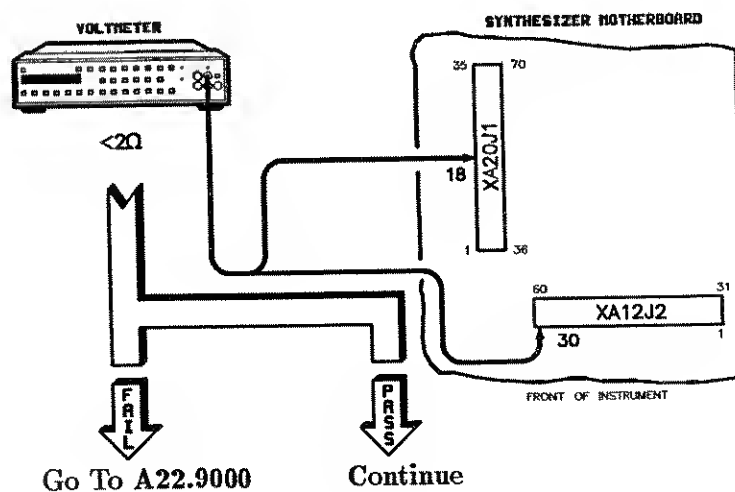 VOLTMETER
<2Ω
SYNTHESIZER MOTHERBOARD
35
70
XA20J1
18
1
36
60
31
XA12J2
30
1
FRONT OF INSTRUMENT
FAIL
PASS
Go To A22.9000
Continue